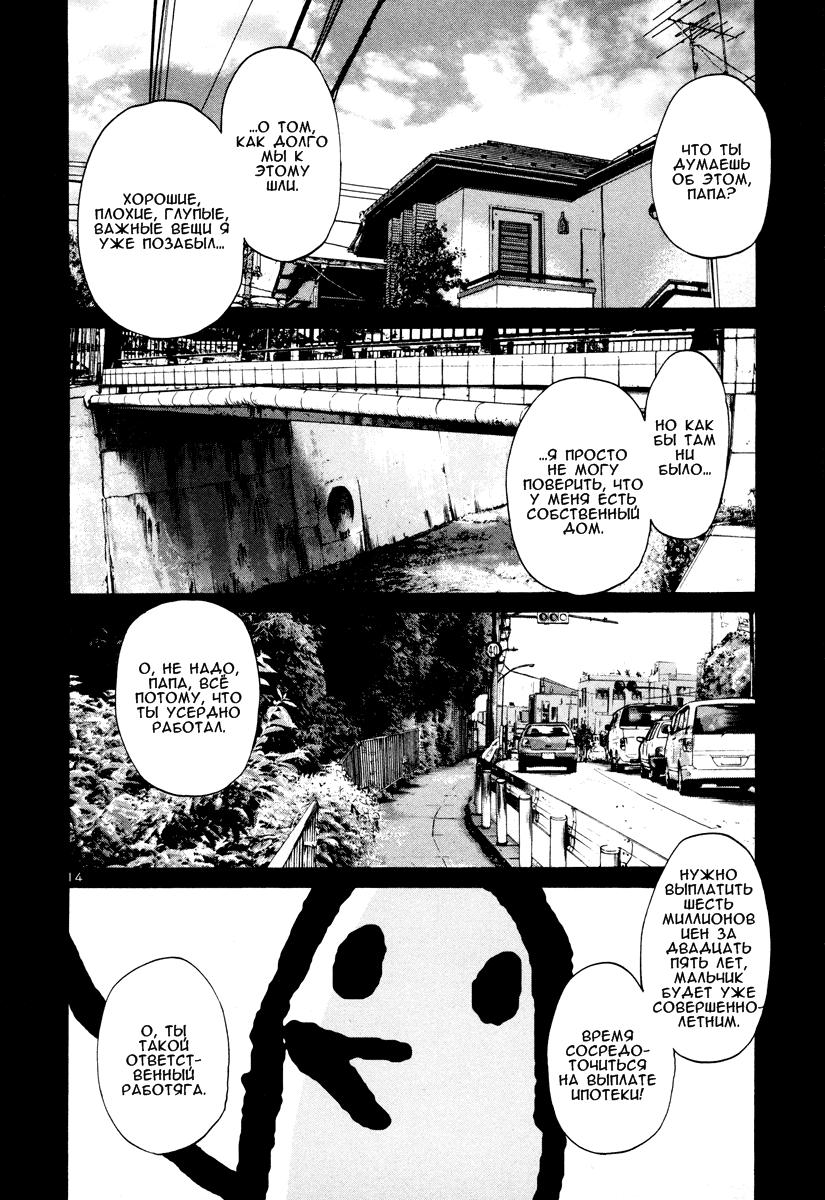 ЧТО ТЫ
ДУМАЕШЬ
ОБ ЭТОМ,
ПАПА?
...О ТОМ,
КАК ДОЛГО
МЫ К
ЭТОМУ
ШЛИ.
ХОРОШИЕ,
ПЛОХИЕ, ГЛУПЫЕ,
ВАЖНЫЕ ВЕЩИ Я
УЖЕ ПОЗАБЫЛ...
НО КАК
БЫ ТАМ
НИ
БЫЛО...
...Я ПРОСТО
НЕ МОГУ
ПОВЕРИТЬ, ЧТО
У МЕНЯ ЕСТЬ
СОБСТВЕННЫЙ
ДОМ.
О, НЕ НАДО,
ПАПА, ВСЁ
ПОТОМУ, ЧТО
ТЫ УСЕРДНО
РАБОТАЛ.
40
14
НУЖНО
ВЫПЛАТИТЬ
ШЕСТЬ
МИЛЛИОНОВ
ИЕН ЗА
ДВАДЦАТЬ
ПЯТЬ ЛЕТ,
МАЛЬЧИК
БУДЕТ УЖЕ
СОВЕРШЕННО-
ЛЕТНИМ.
ВРЕМЯ
СОСРЕДО-
ТОЧИТЬСЯ
НА ВЫПЛАТЕ
ИПОТЕКИ!
О, ТЫ
ТАКОЙ
ОТВЕТСТ-
ВЕННЫЙ
РАБОТЯГА.